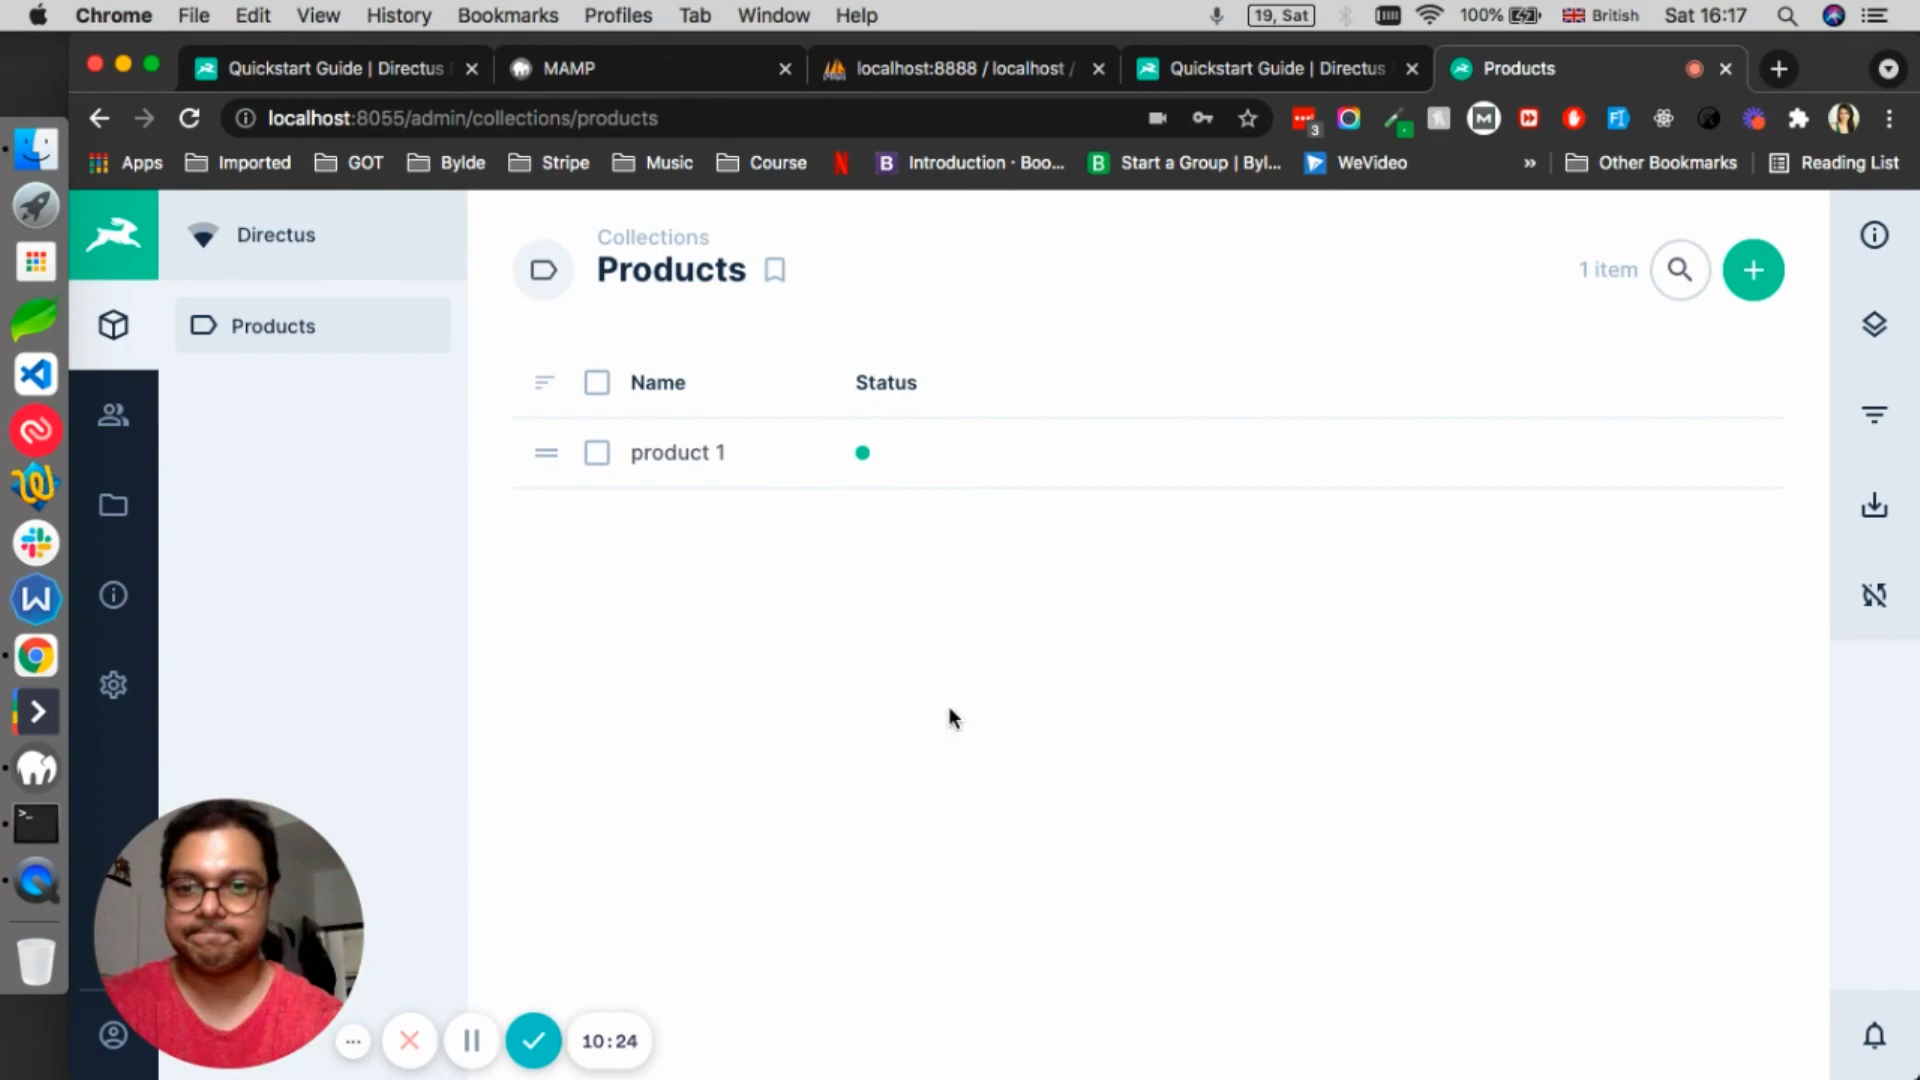 Chrome File Edit View History Bookmarks Profiles Tab Window Help 19, Sat 100% British Sat 16:17
Quickstart Guide | Directus MAMP localhost:8888 / localhost / Quickstart Guide | Directus Products
localhost:8055/admin/collections/products 3
Apps Imported GOT Bylde Stripe Music Course N B Introduction · Boo... B Start a Group | Byl... WeVideo » Other Bookmarks Reading List
Directus
Collections
Products
1 item
Products
Name Status
product 1
10:24